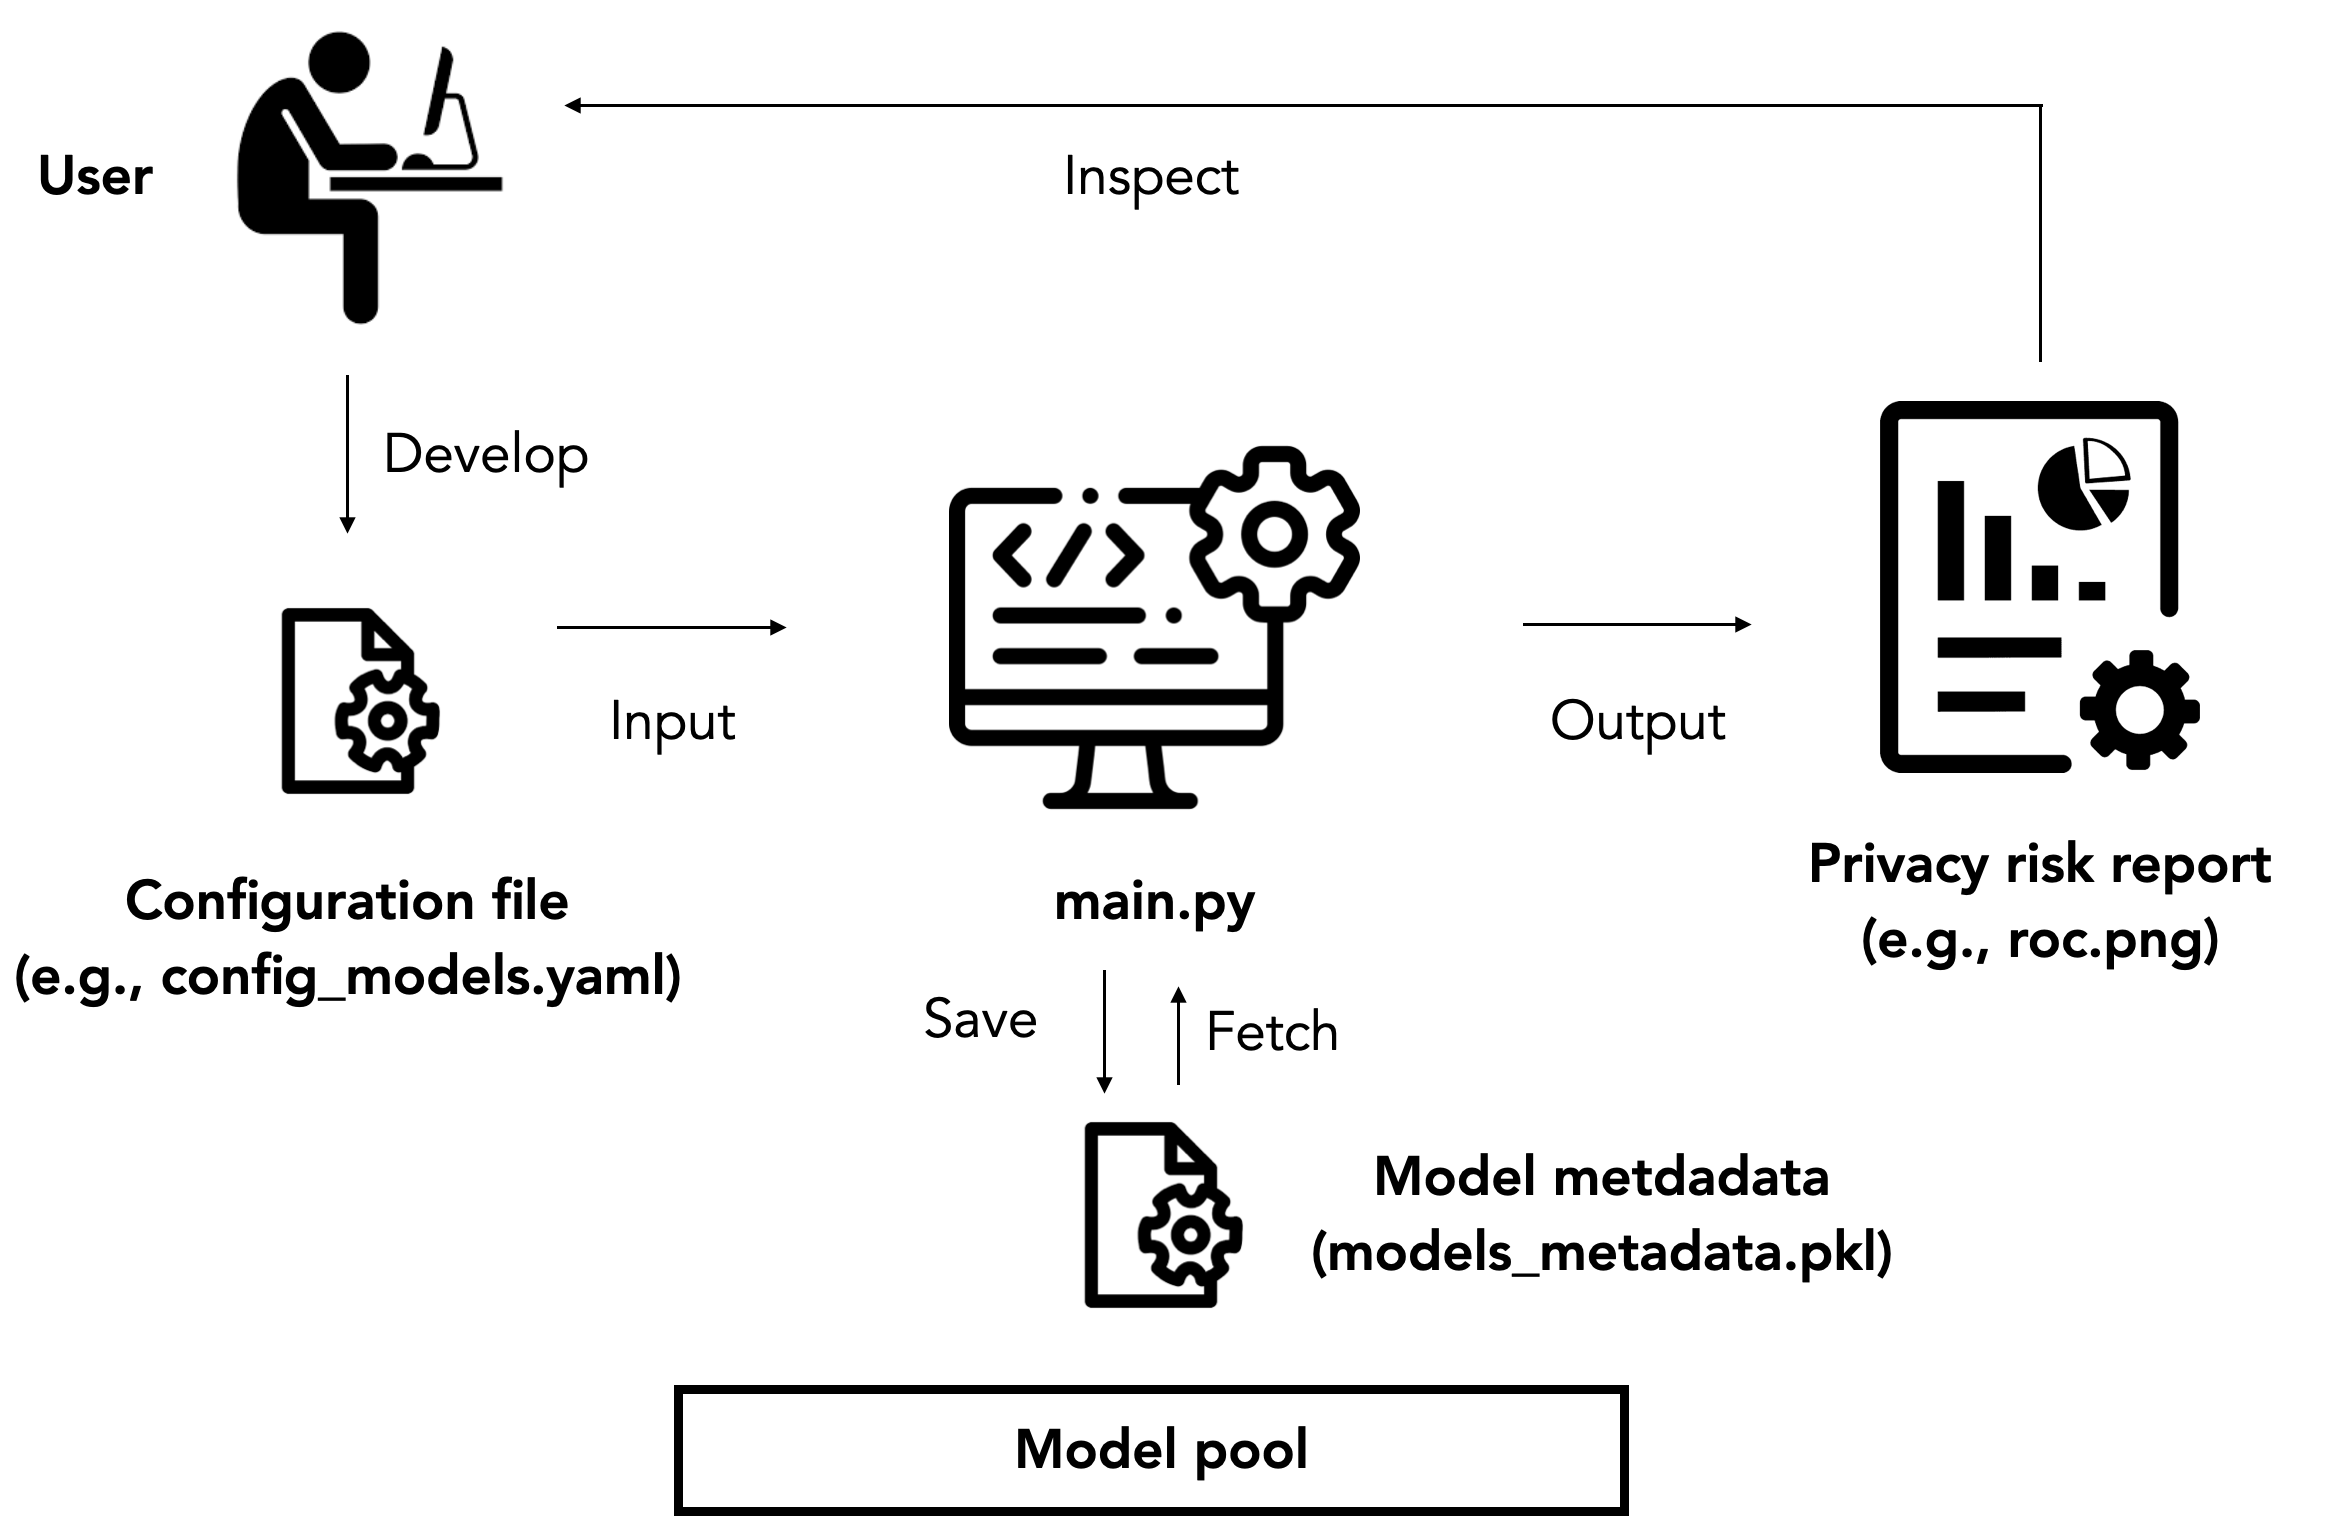 User
Inspect
Develop
Input
Output
Configuration file
(e.g., config_models.yaml)
main.py
Privacy risk report
(e.g., roc.png)
Save
Fetch
Model metdadata
(models_metadata.pkl)
Model pool